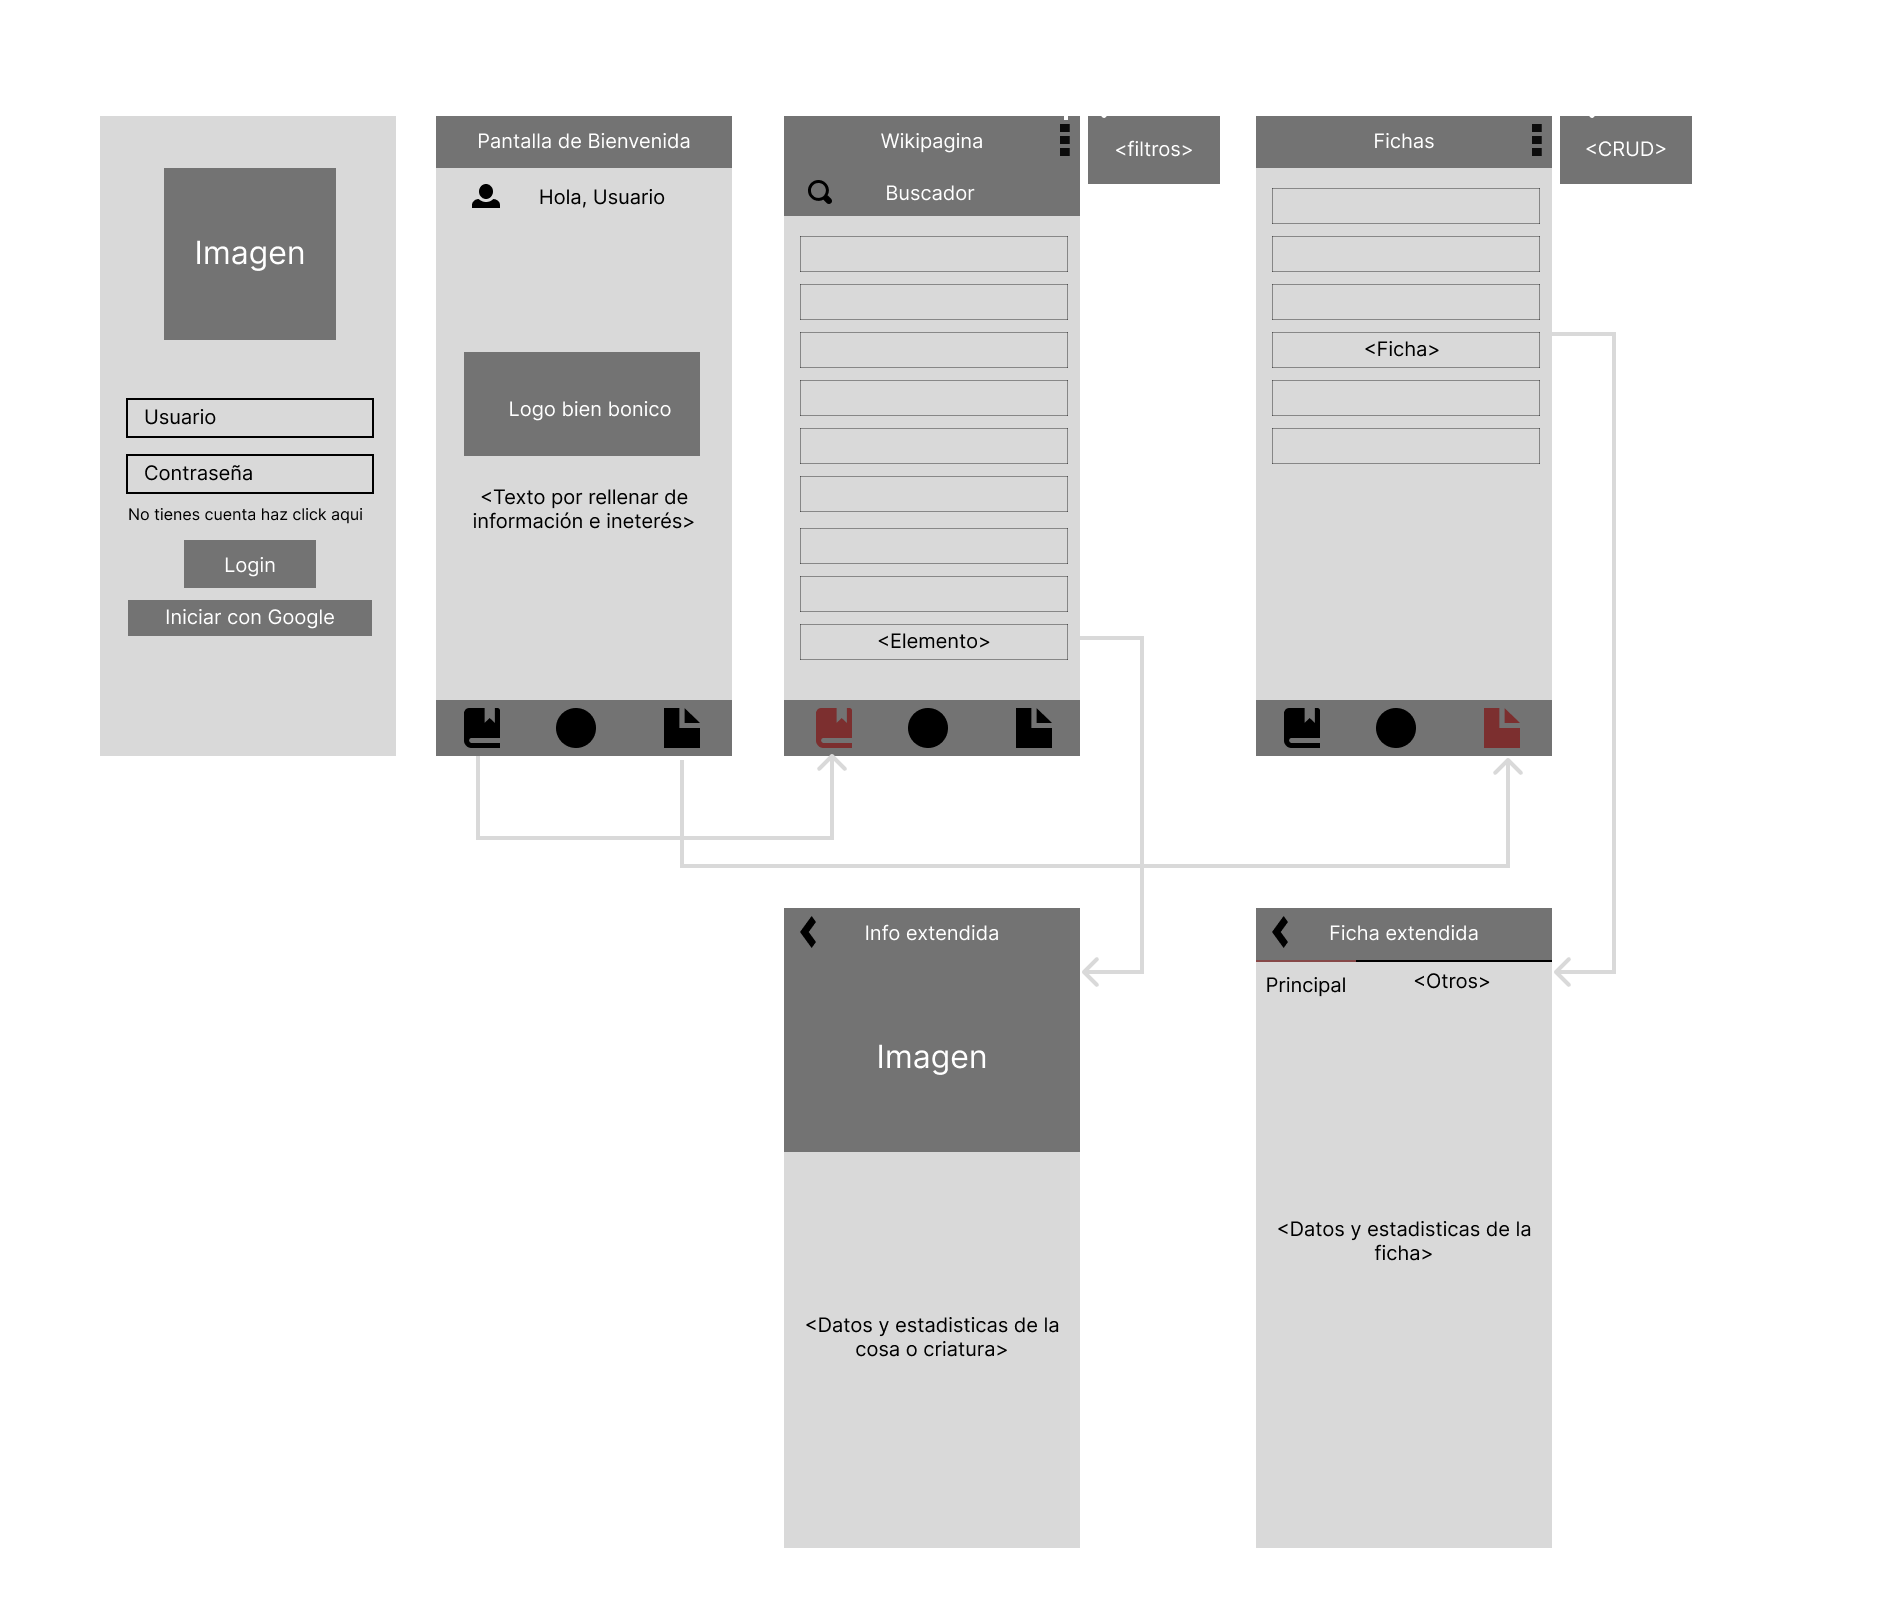 Imagen
Usuario
Contraseña
No tienes cuenta haz click aqui
Login
Iniciar con Google
Pantalla de Bienvenida
Hola, Usuario
Logo bien bonico
<Texto por rellenar de
información e ineterés>
Wikipagina
Buscador
<Elemento>
<filtros>
Fichas
<Ficha>
<CRUD>
Info extendida
Imagen
<Datos y estadisticas de la
cosa o criatura>
Ficha extendida
Principal
<Otros>
<Datos y estadisticas de la
ficha>